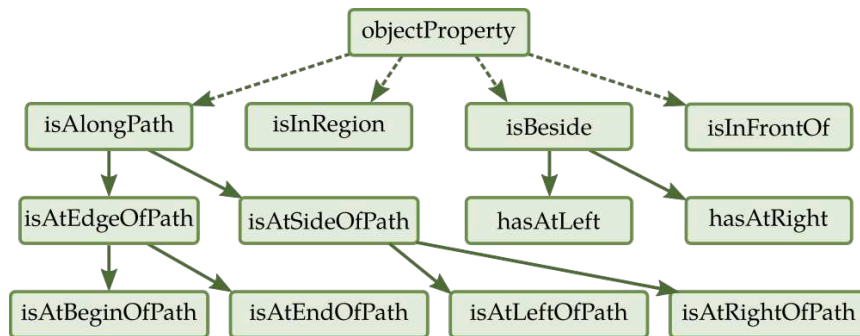 objectProperty
isAlongPath
isInRegion
isBeside
isInFrontOf
isAtEdgeOfPath
isAtSideOfPath
hasAtLeft
hasAtRight
isAtBeginOfPath
isAtEndOfPath
isAtLeftOfPath
isAtRightOfPath